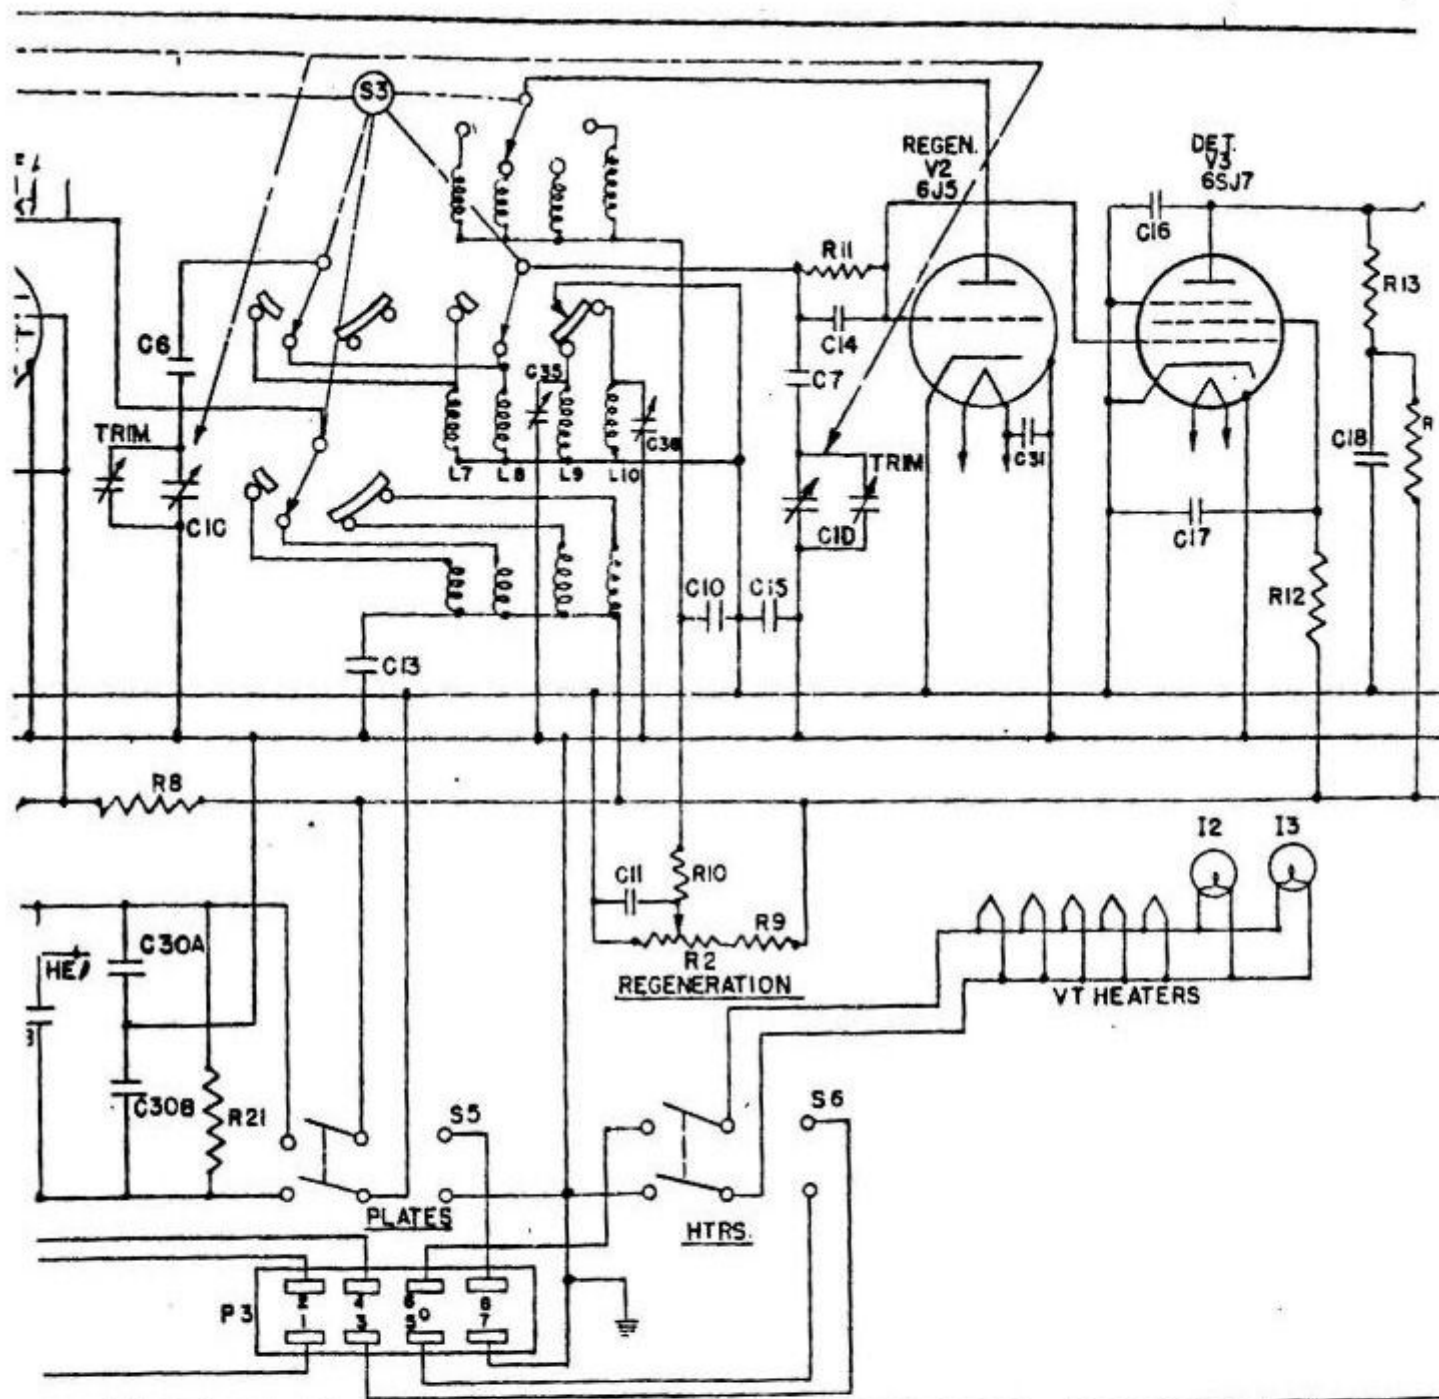 S3
REGEN.
V2
6J5
DET.
V3
6SJ7
C16
R11
R13
C14
C6
C7
C35
C36
TRIM.
TRIM
C31
C18
R
L7 L8 L9 L10
C1C
C1D
C17
C10 C15
R12
C13
R8
I2 I3
C11 R10
R9
C30A
R2
REGENERATION
VT HEATERS
C30B
R21
S5
S6
PLATES
HTRS.
P3
2 4 6 8
1 3 5 7